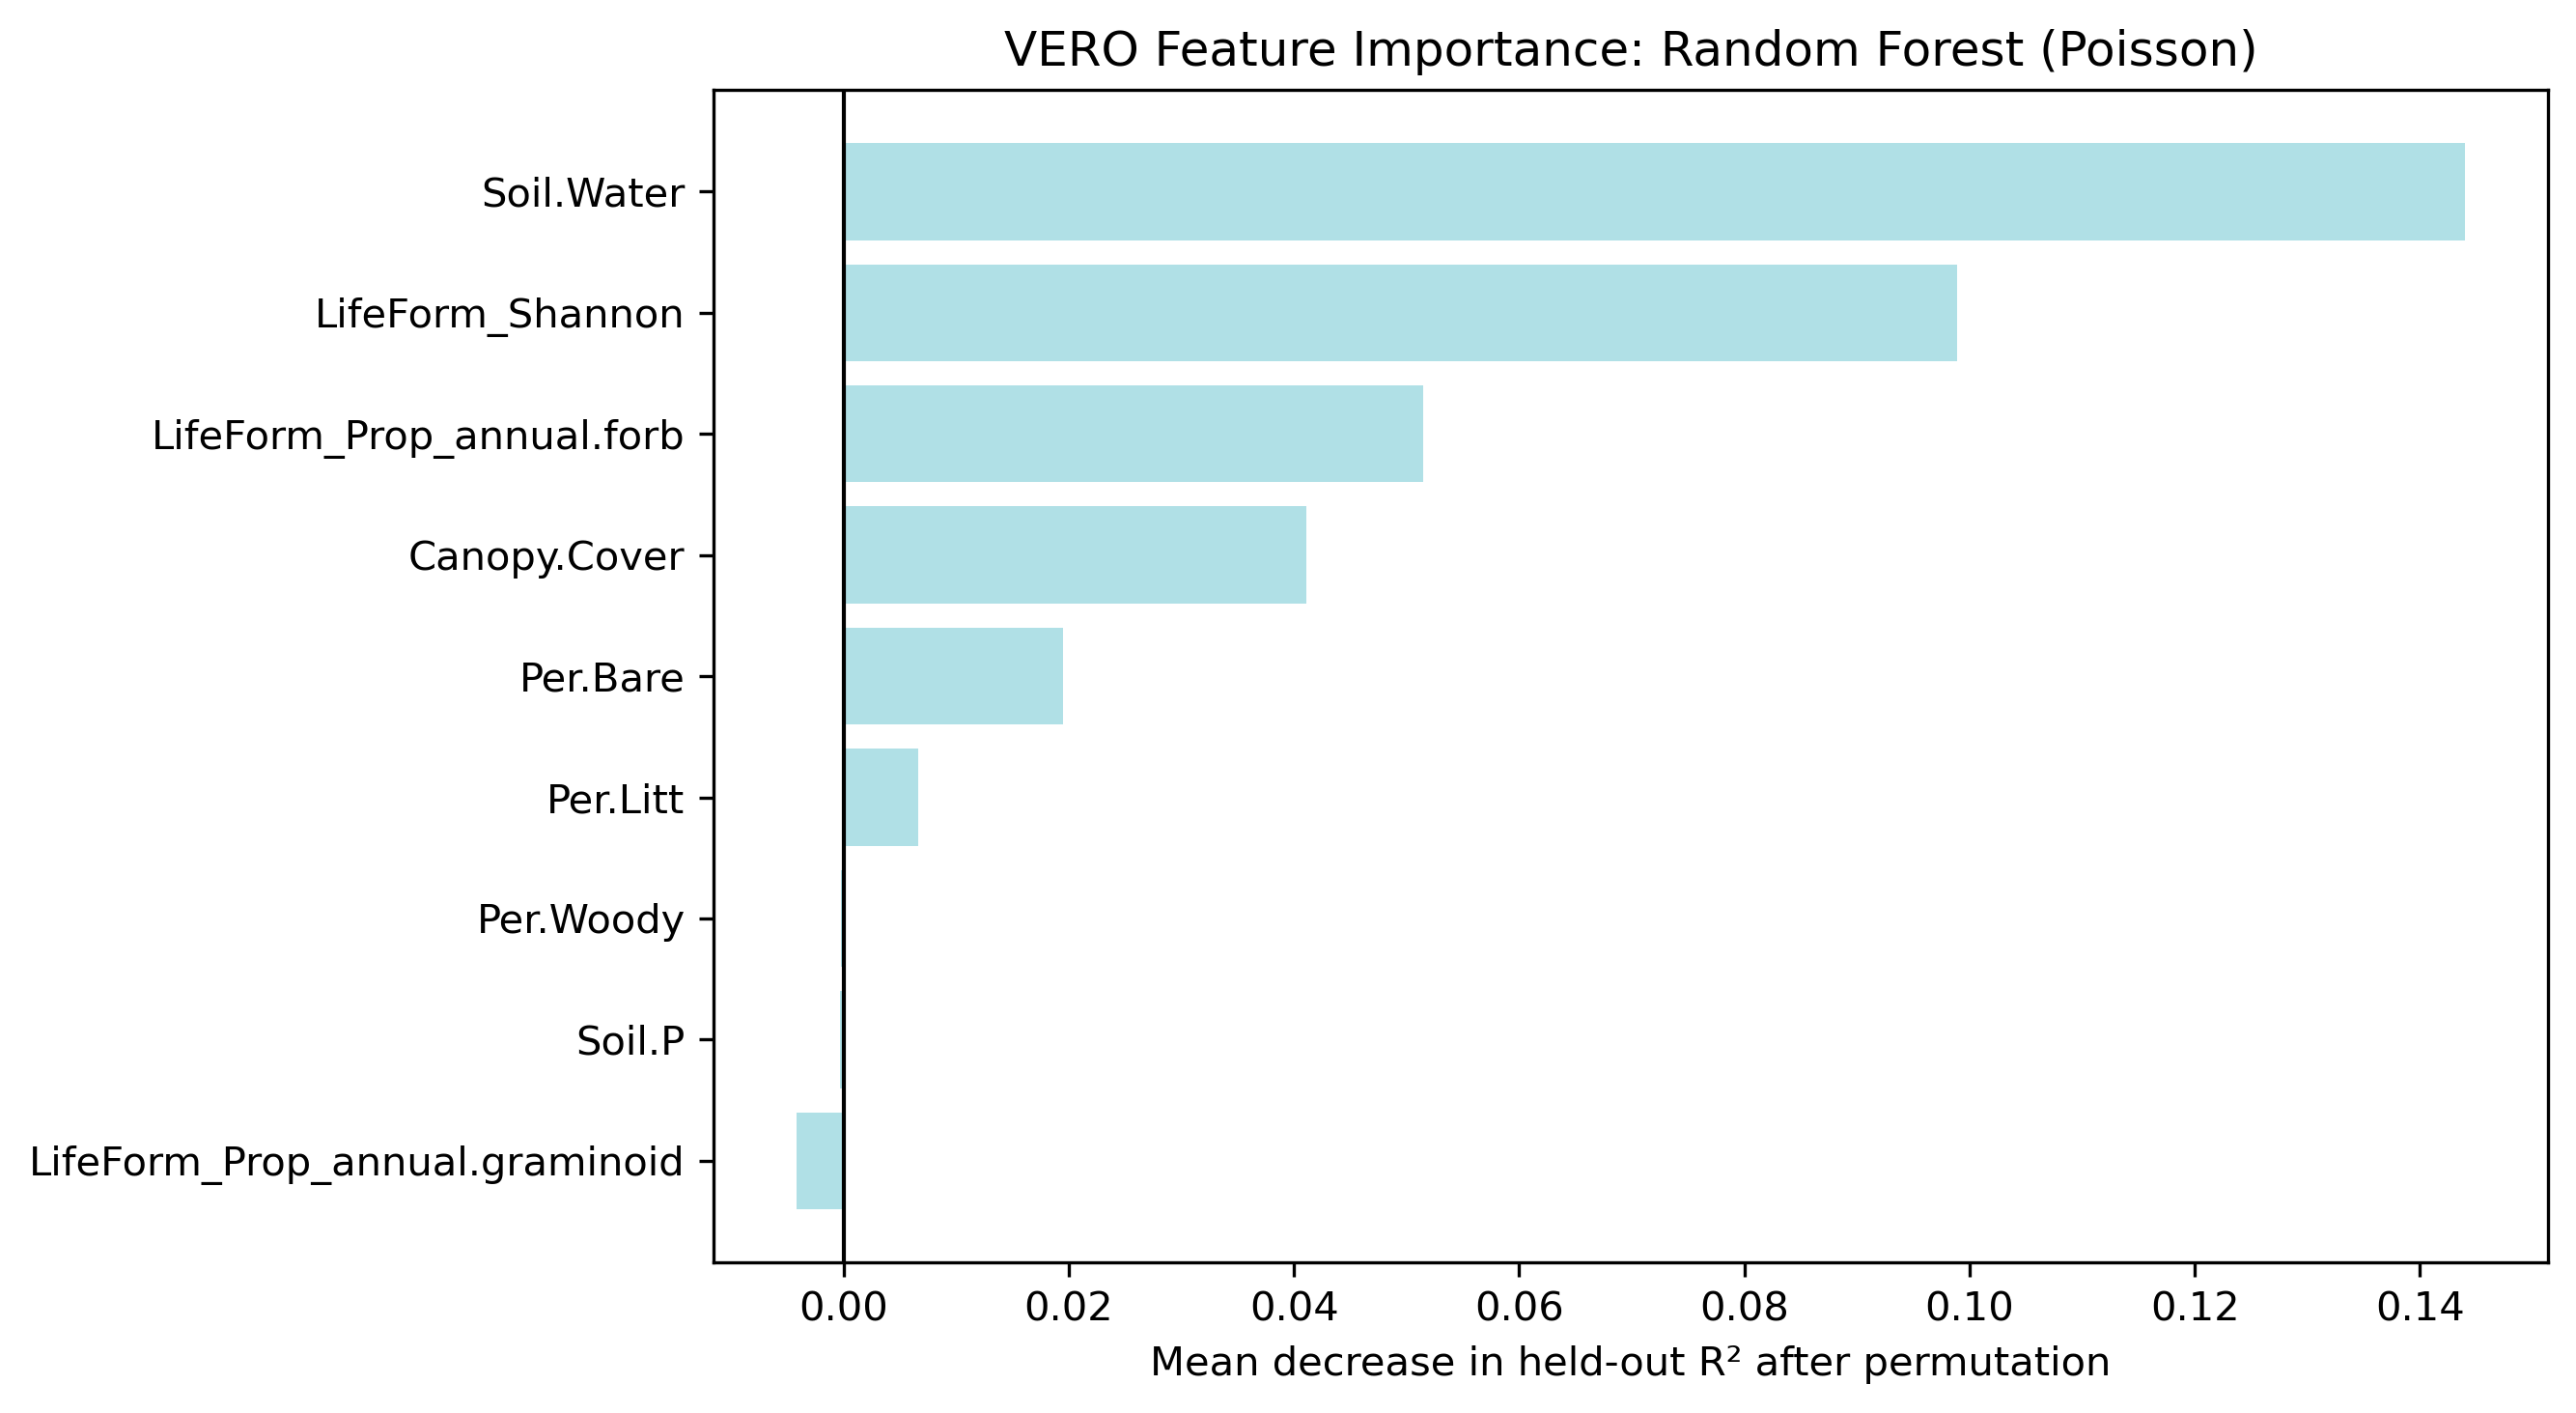 VERO Feature Importance: Random Forest (Poisson)
Soil.Water
LifeForm_Shannon
LifeForm_Prop_annual.forb
Canopy.Cover
Per.Bare
Per.Litt
Per.Woody
Soil.P
LifeForm_Prop_annual.graminoid
0.00 0.02 0.04 0.06 0.08 0.10 0.12 0.14
Mean decrease in held-out R² after permutation